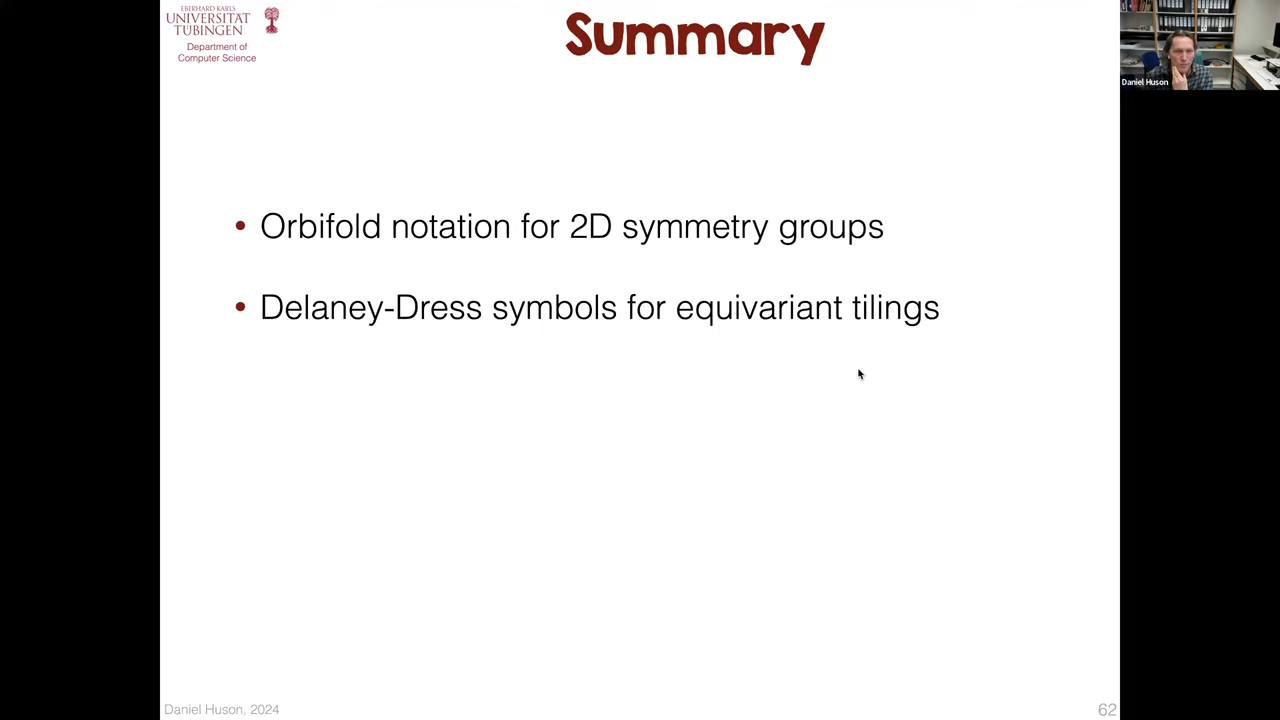 EBERHARD KARLS
UNIVERSITÄT
TÜBINGEN
Department of
Computer Science
Summary
Daniel Huson
• Orbifold notation for 2D symmetry groups
• Delaney-Dress symbols for equivariant tilings
Daniel Huson, 2024
62